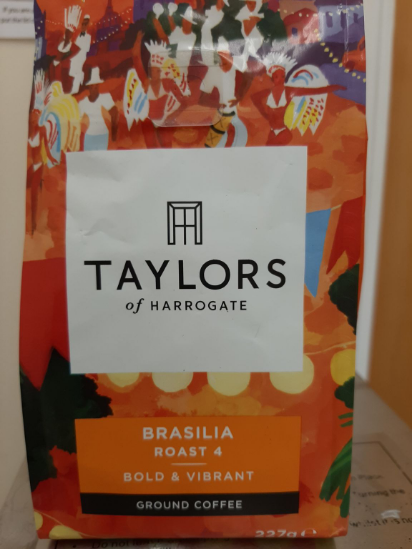 TAYLORS
of HARROGATE
BRASILIA
ROAST 4
BOLD & VIBRANT
GROUND COFFEE
227g e